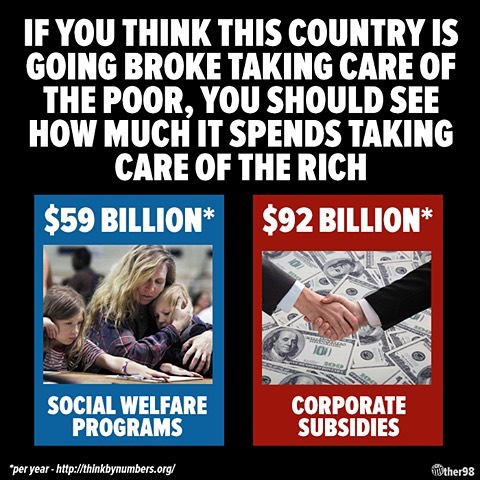 IF YOU THINK THIS COUNTRY IS
GOING BROKE TAKING CARE OF
THE POOR, YOU SHOULD SEE
HOW MUCH IT SPENDS TAKING
CARE OF THE RICH
$59 BILLION*
$92 BILLION*
100
SOCIAL WELFARE
PROGRAMS
CORPORATE
SUBSIDIES
*per year - http://thinkbynumbers.org/
ther98